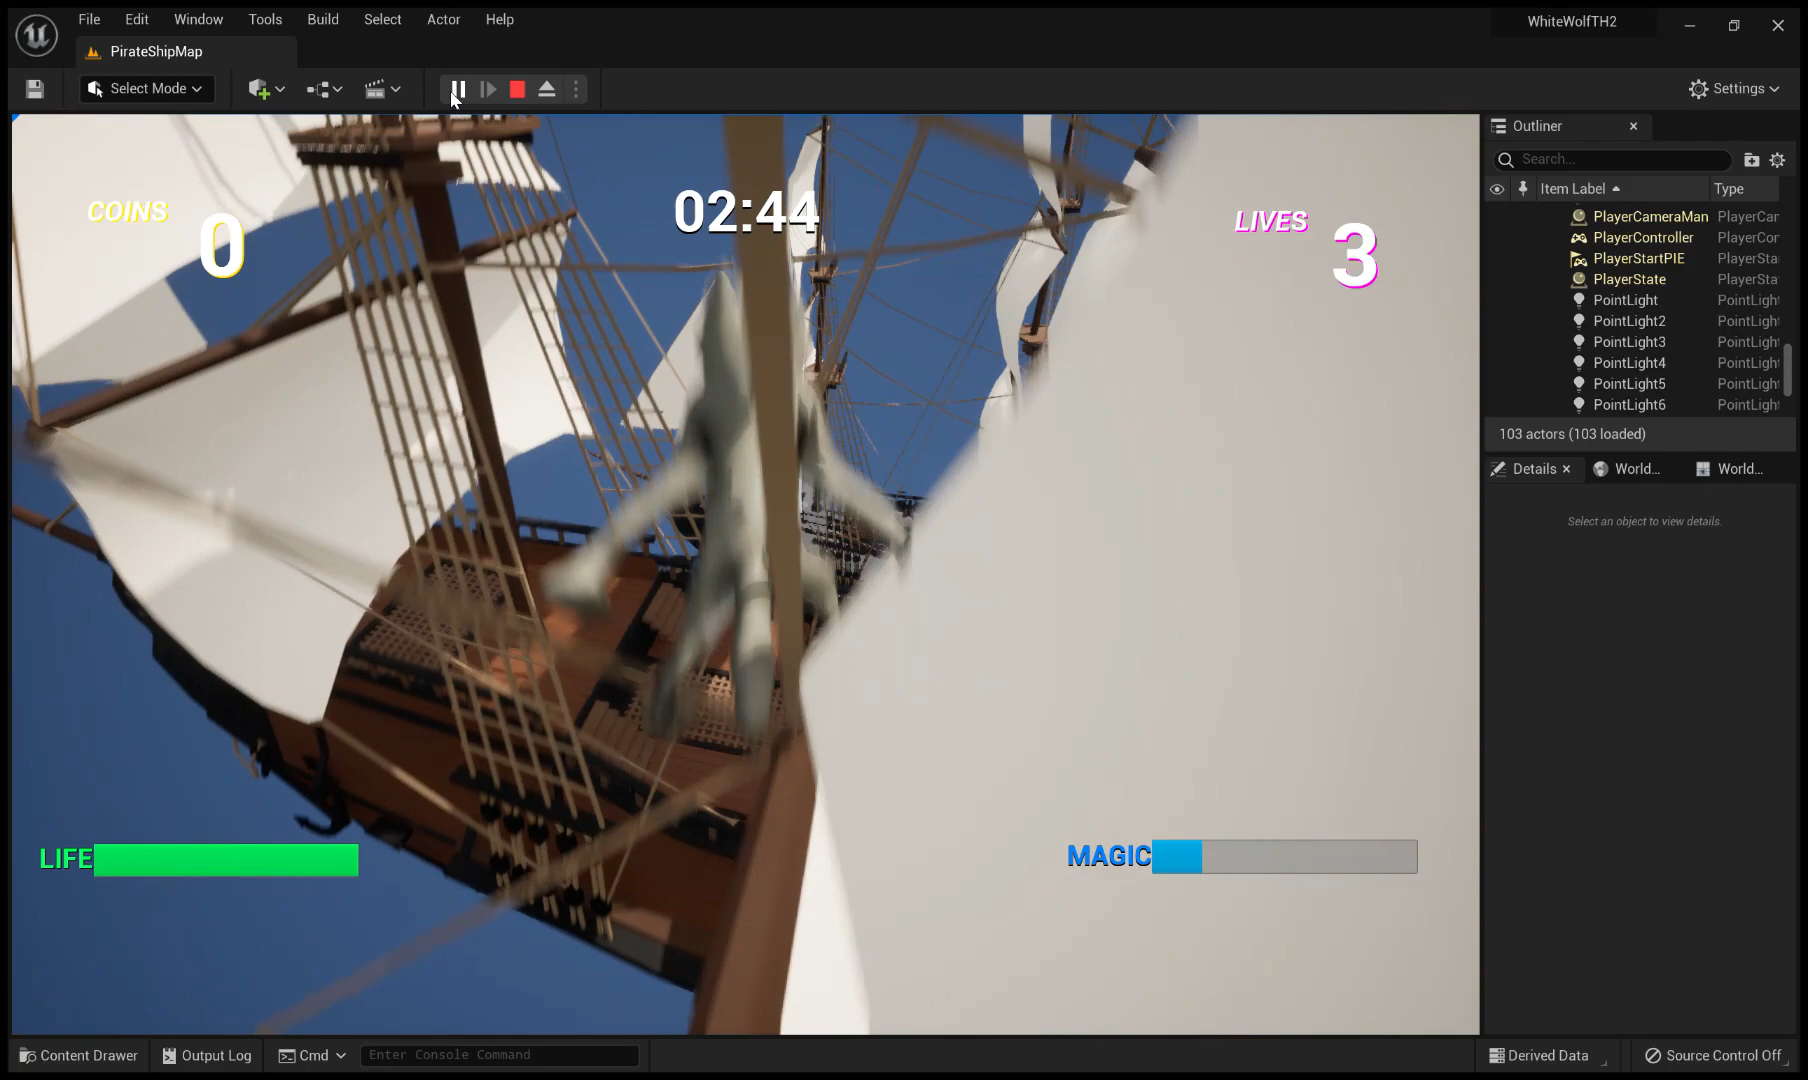 File Edit Window Tools Build Select Actor Help
WhiteWolfTH2
PirateShipMap
Select Mode
Settings
COINS
0
02:44
LIVES
3
LIFE
MAGIC
Outliner
Search...
Item Label Type
PlayerCameraMan PlayerCar
PlayerController PlayerCor
PlayerStartPIE PlayerSta
PlayerState PlayerSta
PointLight PointLight
PointLight2 PointLight
PointLight3 PointLight
PointLight4 PointLight
PointLight5 PointLight
PointLight6 PointLight
103 actors (103 loaded)
Details World... World...
Select an object to view details.
Content Drawer Output Log Cmd Enter Console Command
Derived Data Source Control Off